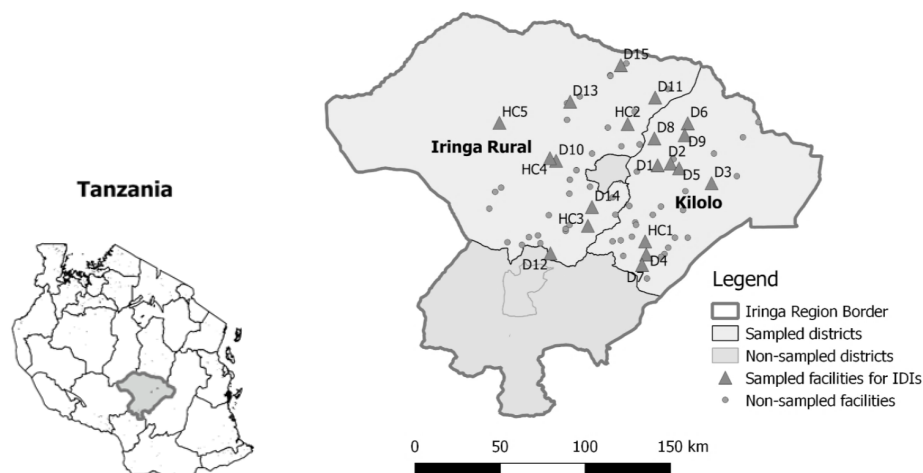 D15
D11
D13
HC5
HC2
D6
D8
D9
Iringa Rural
D10
HC4
D1
D2
D5
D3
Kilolo
D14
HC3
HC1
D12
D4
D7
Tanzania
Legend
Iringa Region Border
Sampled districts
Non-sampled districts
Sampled facilities for IDIs
Non-sampled facilities
0 50 100 150 km